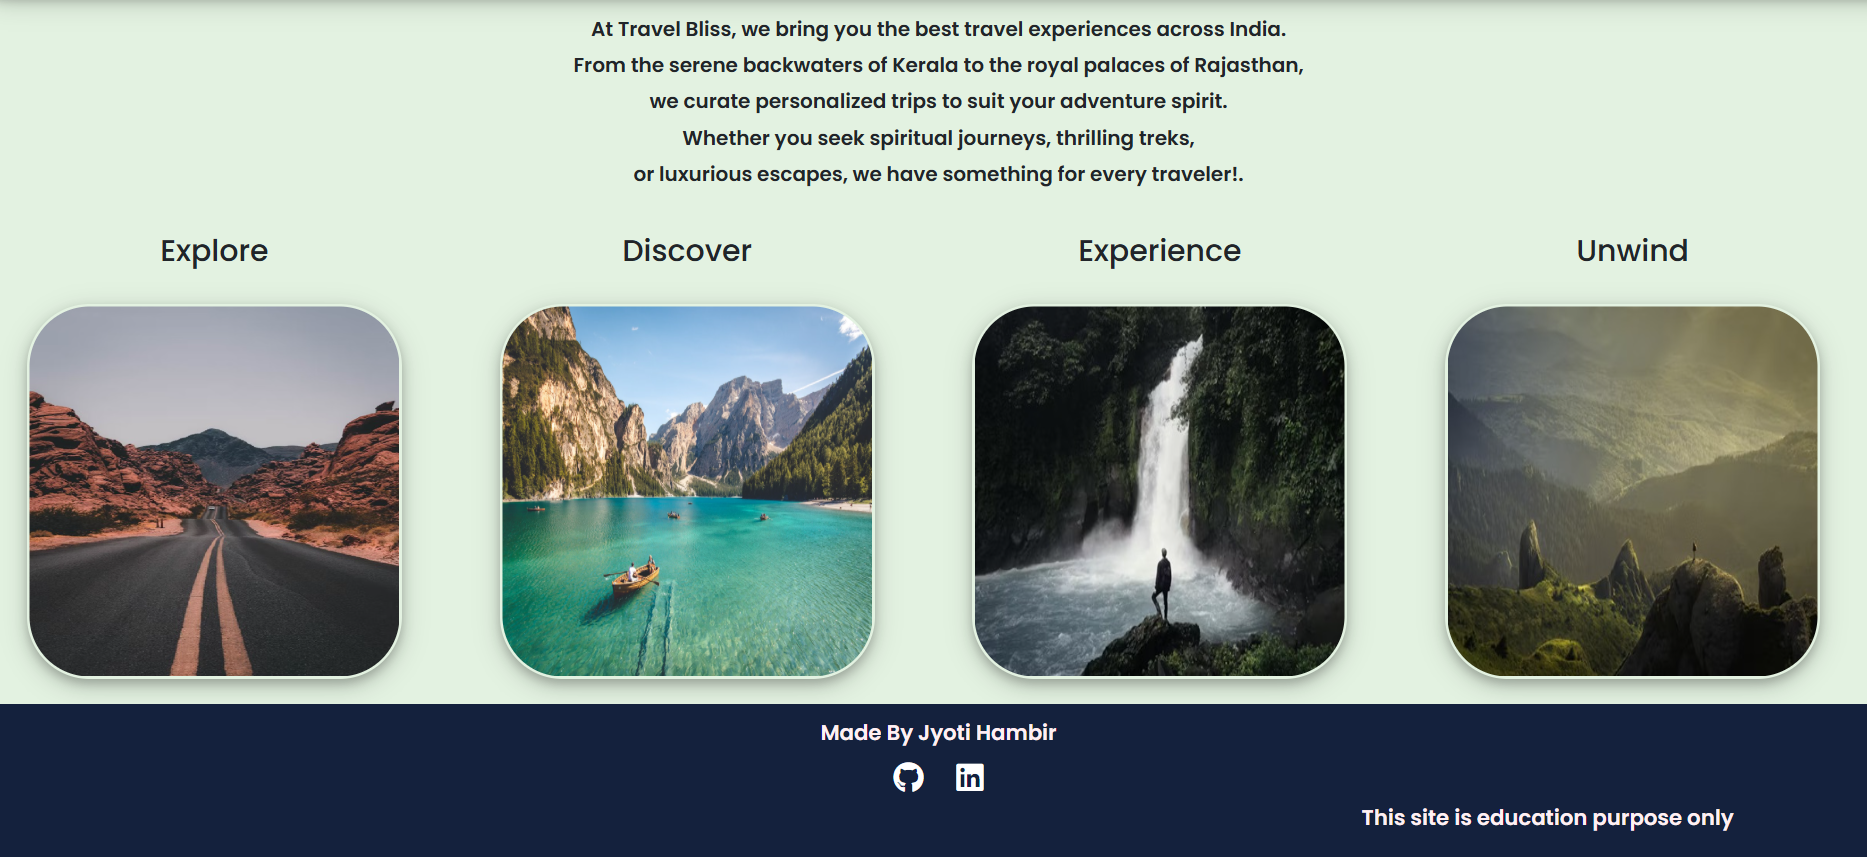 At Travel Bliss, we bring you the best travel experiences across India.
From the serene backwaters of Kerala to the royal palaces of Rajasthan,
we curate personalized trips to suit your adventure spirit.
Whether you seek spiritual journeys, thrilling treks,
or luxurious escapes, we have something for every traveler!.
Explore
Discover
Experience
Unwind
Made By Jyoti Hambir
in
This site is education purpose only